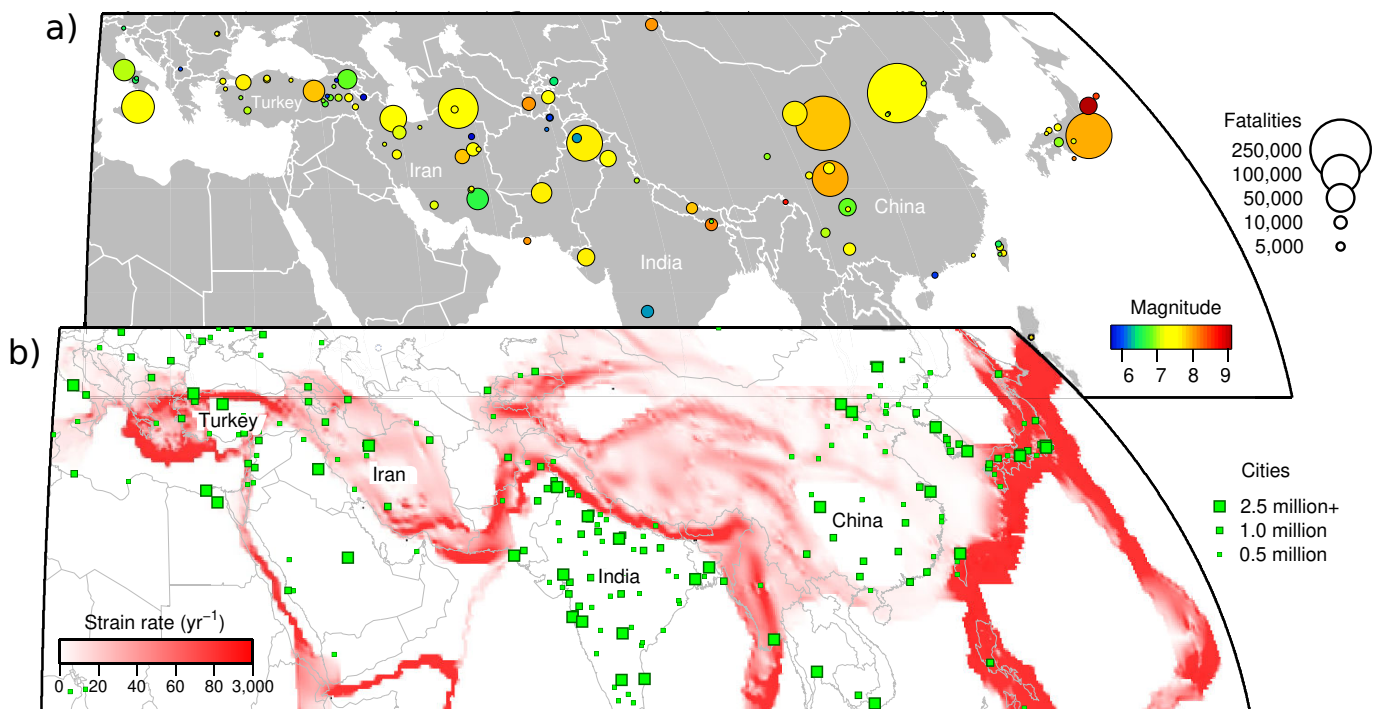 a)
Turkey
Iran
India
China
Fatalities
250,000
100,000
50,000
10,000
5,000
Magnitude
6 7 8 9
b)
Turkey
Iran
India
China
Cities
2.5 million+
1.0 million
0.5 million
Strain rate (yr⁻¹)
0 20 40 60 80 3,000